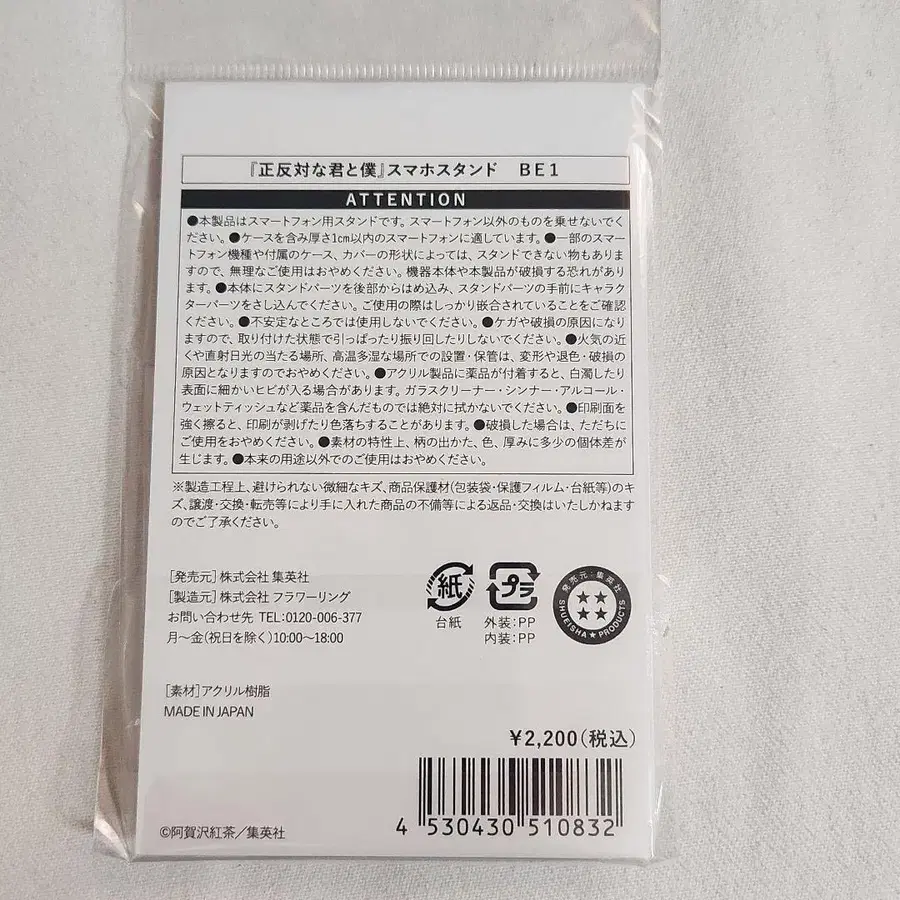 『正反対な君と僕』スマホスタンド BE1
ATTENTION
●本製品はスマートフォン用スタンドです。スマートフォン以外のものを乗せないでく
ださい。●ケースを含み厚さ1cm以内のスマートフォンに適しています。●一部のスマ
ートフォン機種や付属のケース、カバーの形状によっては、スタンドできない物もありま
すので、無理なご使用はおやめください。機器本体や本製品が破損する恐れがありま
す。●本体にスタンドパーツを後部からはめ込み、スタンドパーツの手前にキャラク
ターパーツをさし込んでください。ご使用の際はしっかり嵌合されていることをご確認
ください。●不安定なところでは使用しないでください。●ケガや破損の原因になり
ますので、取り付けた状態で引っぱったり振り回したりしないでください。●火気の近
くや直射日光の当たる場所、高温多湿な場所での設置・保管は、変形や退色・破損の
原因となりますのでおやめください。●アクリル製品に薬品が付着すると、白濁したり
表面に細かいヒビが入る場合があります。ガラスクリーナー・シンナー・アルコール・
ウェットティッシュなど薬品を含んだものでは絶対に拭かないでください。●印刷面を
強く擦ると、印刷が剥げたり色落ちすることがあります。●破損した場合は、ただちに
ご使用をおやめください。●素材の特性上、柄の出かた、色、厚みに多少の個体差が
生じます。●本来の用途以外でのご使用はおやめください。
※製造工程上、避けられない微細なキズ、商品保護材(包装袋・保護フィルム・台紙等)のキ
ズ、譲渡・交換・転売等により手に入れた商品の不備等による返品・交換はいたしかねます
のでご了承ください。
[発売元]株式会社 集英社
[製造元]株式会社 フラワーリング
お問い合わせ先 TEL:0120-006-377
月〜金(祝日を除く)10:00〜18:00
紙
台紙
プラ
外装:PP
内装:PP
発売元:集英社
SHUEISHA★PRODUCTS
[素材]アクリル樹脂
MADE IN JAPAN
¥2,200(税込)
4 530430 510832
©阿賀沢紅茶/集英社